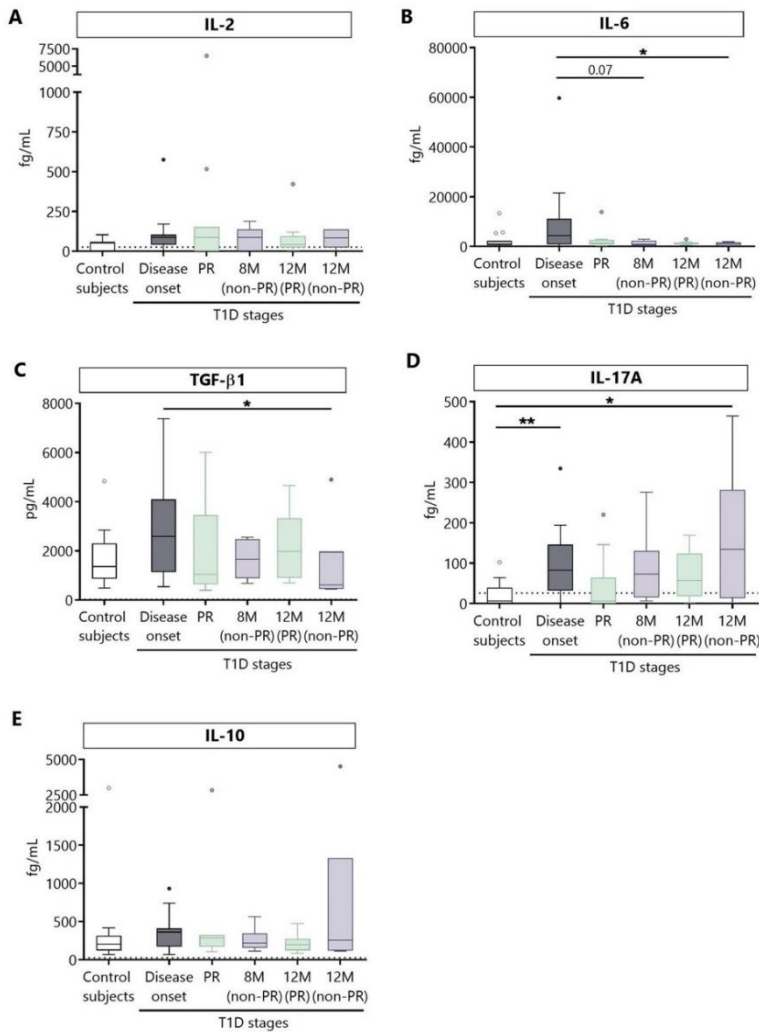 A
IL-2
7500
5000
1000
750
500
250
0
fg/mL
Control subjects
Disease onset
PR
8M (non-PR)
12M (PR)
12M (non-PR)
T1D stages
B
IL-6
80000
60000
40000
20000
0
fg/mL
*
0.07
Control subjects
Disease onset
PR
8M (non-PR)
12M (PR)
12M (non-PR)
T1D stages
C
TGF-β1
8000
6000
4000
2000
0
pg/mL
*
Control subjects
Disease onset
PR
8M (non-PR)
12M (PR)
12M (non-PR)
T1D stages
D
IL-17A
500
400
300
200
100
0
fg/mL
*
**
Control subjects
Disease onset
PR
8M (non-PR)
12M (PR)
12M (non-PR)
T1D stages
E
IL-10
5000
2500
2000
1500
1000
500
0
fg/mL
Control subjects
Disease onset
PR
8M (non-PR)
12M (PR)
12M (non-PR)
T1D stages